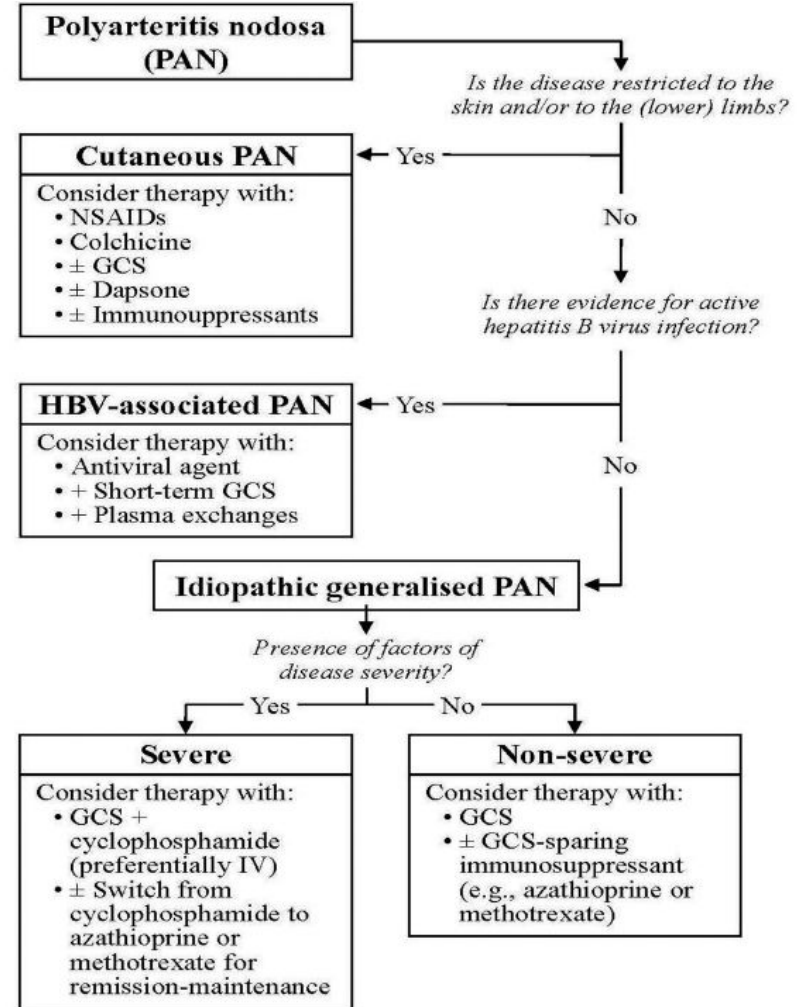 Polyarteritis nodosa
(PAN)
Is the disease restricted to the
skin and/or to the (lower) limbs?
Cutaneous PAN
Yes
Consider therapy with:
• NSAIDs
• Colchicine
• ± GCS
• ± Dapsone
• ± Immunouppressants
No
Is there evidence for active
hepatitis B virus infection?
HBV-associated PAN
Yes
Consider therapy with:
• Antiviral agent
• + Short-term GCS
• + Plasma exchanges
No
Idiopathic generalised PAN
Presence of factors of
disease severity?
Yes
No
Severe
Consider therapy with:
• GCS +
cyclophosphamide
(preferentially IV)
• ± Switch from
cyclophosphamide to
azathioprine or
methotrexate for
remission-maintenance
Non-severe
Consider therapy with:
• GCS
• ± GCS-sparing
immunosuppressant
(e.g., azathioprine or
methotrexate)